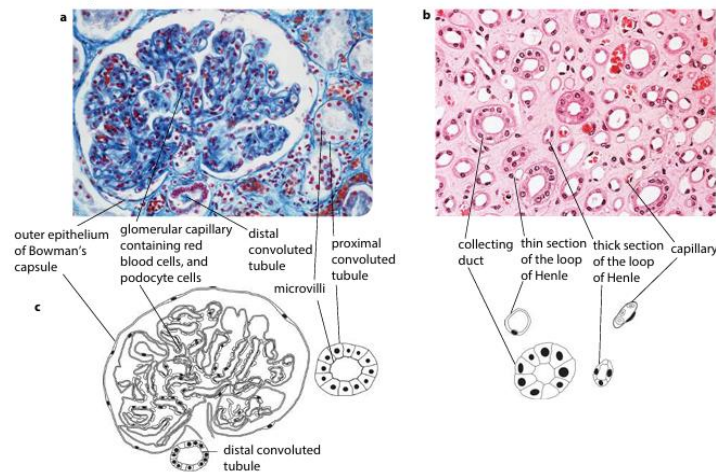 a
b
outer epithelium
of Bowman's
capsule
glomerular capillary
containing red
blood cells, and
podocyte cells
distal
convoluted
tubule
proximal
convoluted
tubule
microvilli
collecting
duct
thin section
of the loop
of Henle
thick section
of the loop
of Henle
capillary
c
distal convoluted
tubule